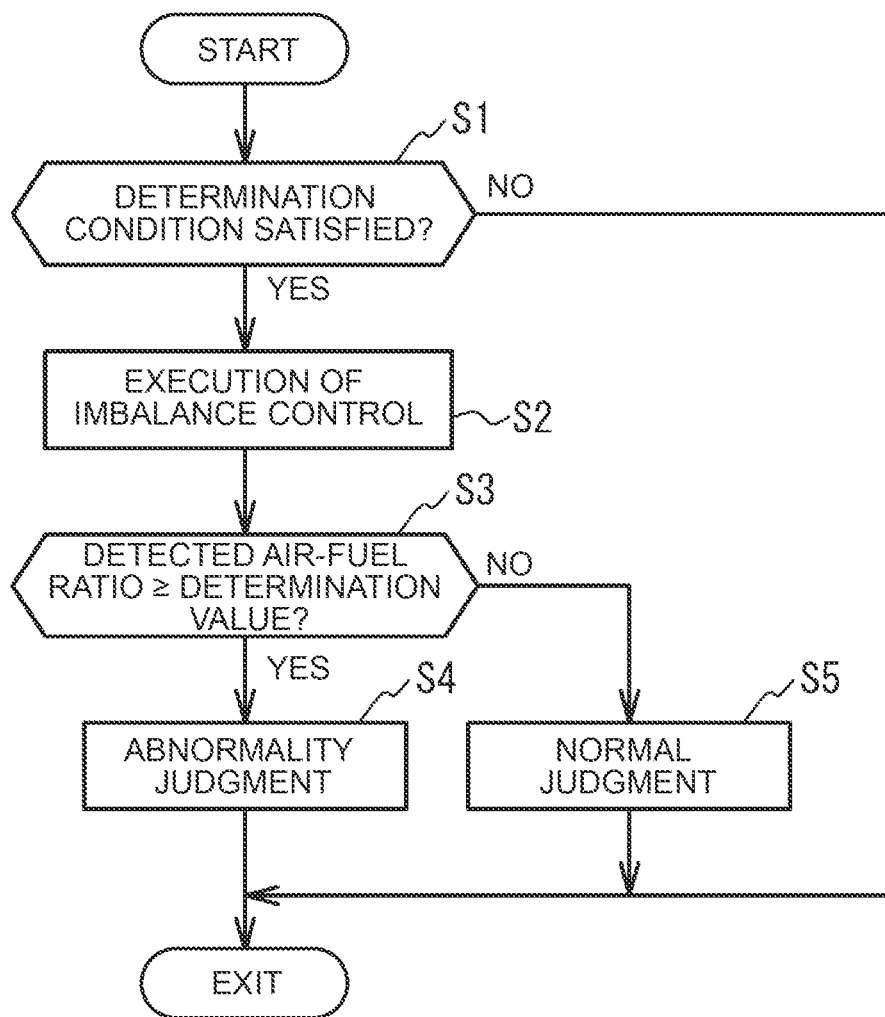 START
S1
DETERMINATION
CONDITION SATISFIED?
NO
YES
EXECUTION OF
IMBALANCE CONTROL
S2
S3
DETECTED AIR-FUEL
RATIO ≥ DETERMINATION
VALUE?
NO
YES
S4
S5
ABNORMALITY
JUDGMENT
NORMAL
JUDGMENT
EXIT